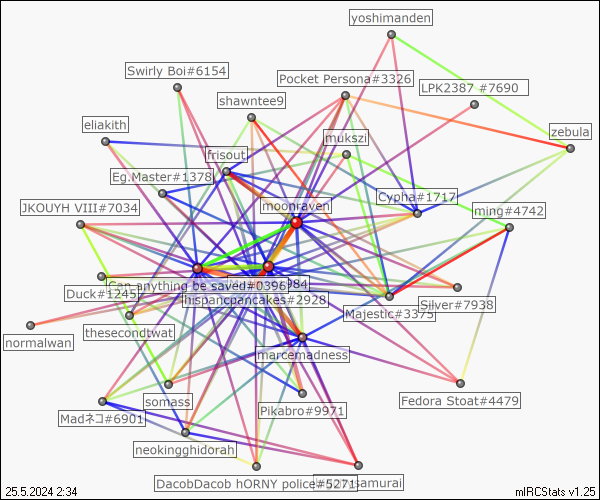 yoshimanden
Swirly Boi#6154
Pocket Persona#3326
LPK2387 #7690
shawntee9
eliakith
mukszi
zebula
frisout
Eg.Master#1378
Cypha#1717
JKOUYH VIII#7034
moonraven
ming#4742
Duck#1245
Can anything be saved#0396
984
hispancpancakes#2928
Silver#7938
Majestic#3375
normalwan
thesecondtwat
marcemadness
somass
Pikabro#9971
Fedora Stoat#4479
Madネコ#6901
neokingghidorah
DacobDacob hORNY police#5271
samurai
25.5.2024 2:34
mIRCStats v1.25